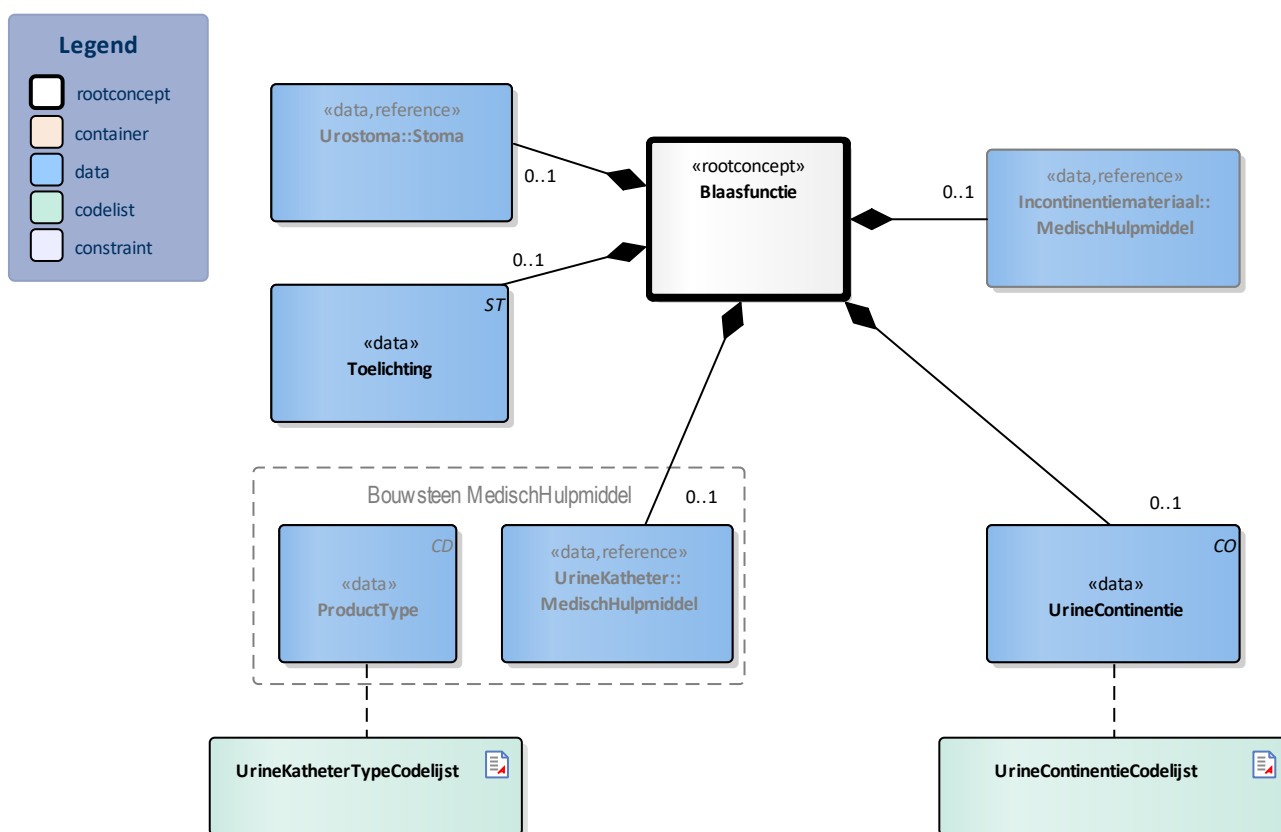 Legend
rootconcept
container
data
codelist
constraint
«data,reference»
Urostoma::Stoma
0..1
«rootconcept»
Blaasfunctie
0..1
«data,reference»
Incontinentiemateriaal::
MedischHulpmiddel
0..1
ST
«data»
Toelichting
Bouwsteen MedischHulpmiddel
0..1
CD
«data»
ProductType
«data,reference»
UrineKatheter::
MedischHulpmiddel
0..1
CO
«data»
UrineContinentie
UrineKatheterTypeCodelijst
UrineContinentieCodelijst